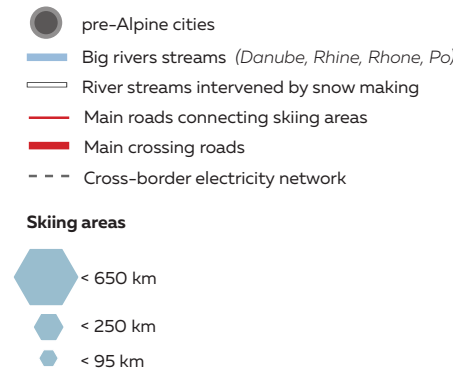 pre-Alpine cities
Big rivers streams (Danube, Rhine, Rhone, Po)
River streams intervened by snow making
Main roads connecting skiing areas
Main crossing roads
Cross-border electricity network
Skiing areas
< 650 km
< 250 km
< 95 km